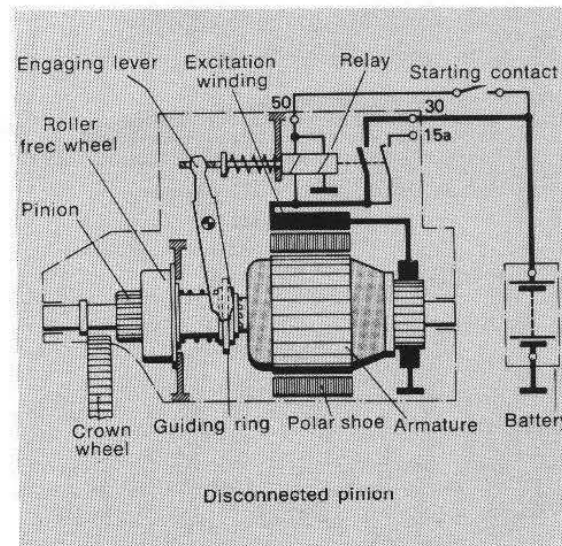 Engaging lever
Excitation
winding
Relay
Starting contact
50
30
15a
Roller
frec wheel
Pinion
Crown
wheel
Guiding ring
Polar shoe
Armature
Battery
Disconnected pinion